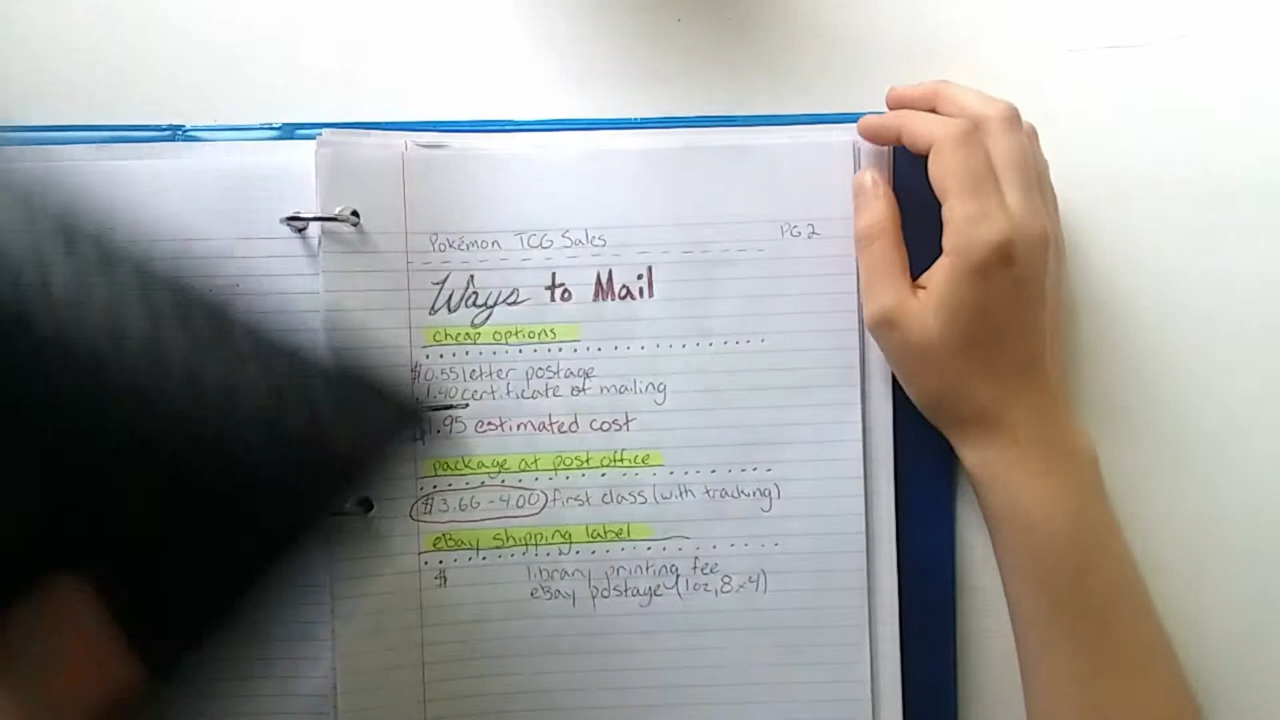 Pokémon TCG Sales PG 2
Ways to Mail
cheap options
$0.55 letter postage
1.40 certificate of mailing
$1.95 estimated cost
package at post office
$3.66-4.00 first class (with tracking)
eBay shipping label
$ library printing fee
eBay postage (1oz, 8x4)